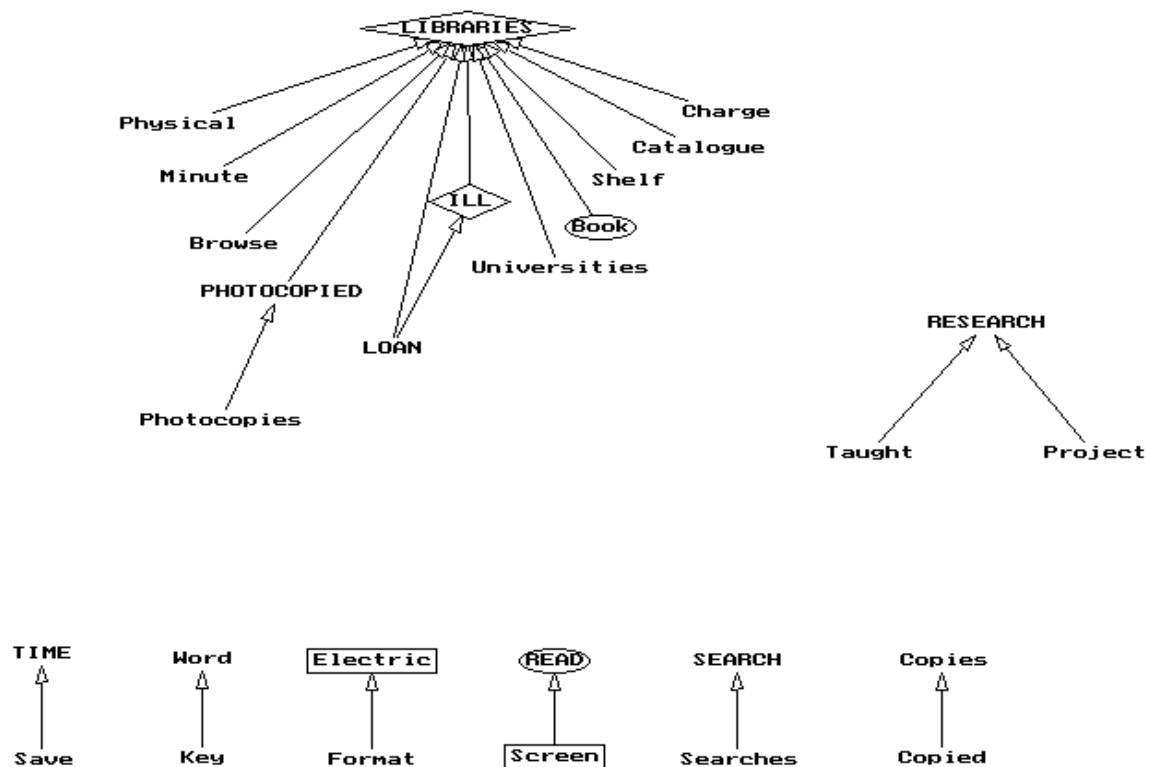 LIBRARIES
Physical
Charge
Catalogue
Minute
Shelf
ILL
Book
Browse
Universities
PHOTOCOPIED
LOAN
RESEARCH
Photocopies
Taught
Project
TIME
Word
Electric
READ
SEARCH
Copies
Save
Key
Format
Screen
Searches
Copied